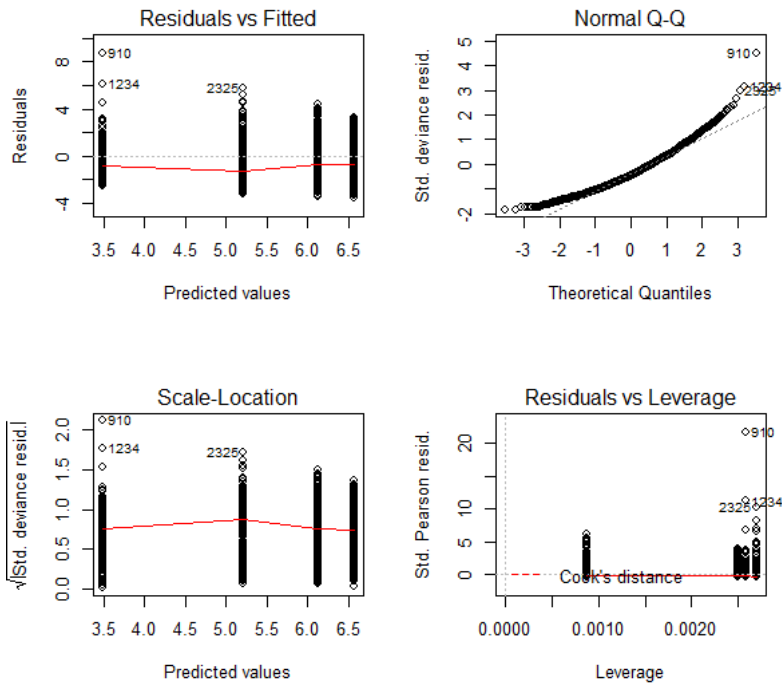 Residuals vs Fitted
Residuals
8
4
0
-4
910
1234
2325
3.5 4.0 4.5 5.0 5.5 6.0 6.5
Predicted values
Normal Q-Q
Std. deviance resid.
5
4
3
2
1
0
-2
910
1234
2325
-3 -2 -1 0 1 2 3
Theoretical Quantiles
Scale-Location
√|Std. deviance resid.|
2.0
1.5
1.0
0.5
0.0
910
1234
2325
3.5 4.0 4.5 5.0 5.5 6.0 6.5
Predicted values
Residuals vs Leverage
Std. Pearson resid.
20
15
10
5
0
910
1234
2325
Cook's distance
0.0000 0.0010 0.0020
Leverage